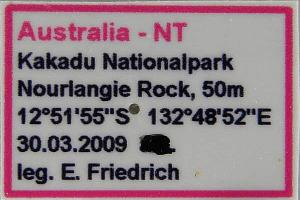 Australia - NT
Kakadu Nationalpark
Nourlangie Rock, 50m
12°51'55"S 132°48'52"E
30.03.2009
leg. E. Friedrich